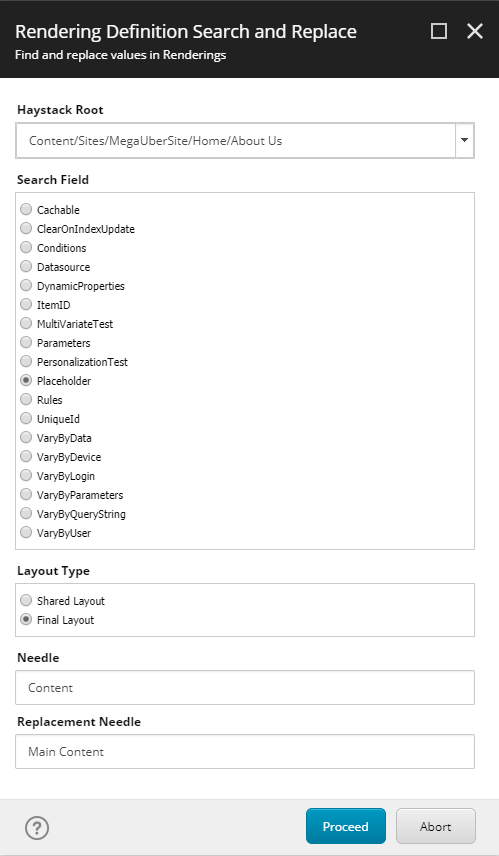 Rendering Definition Search and Replace
Find and replace values in Renderings
Haystack Root
Content/Sites/MegaUberSite/Home/About Us
Search Field
Cachable
ClearOnIndexUpdate
Conditions
Datasource
DynamicProperties
ItemID
MultiVariateTest
Parameters
PersonalizationTest
Placeholder
Rules
UniqueId
VaryByData
VaryByDevice
VaryByLogin
VaryByParameters
VaryByQueryString
VaryByUser
Layout Type
Shared Layout
Final Layout
Needle
Content
Replacement Needle
Main Content
? Proceed Abort